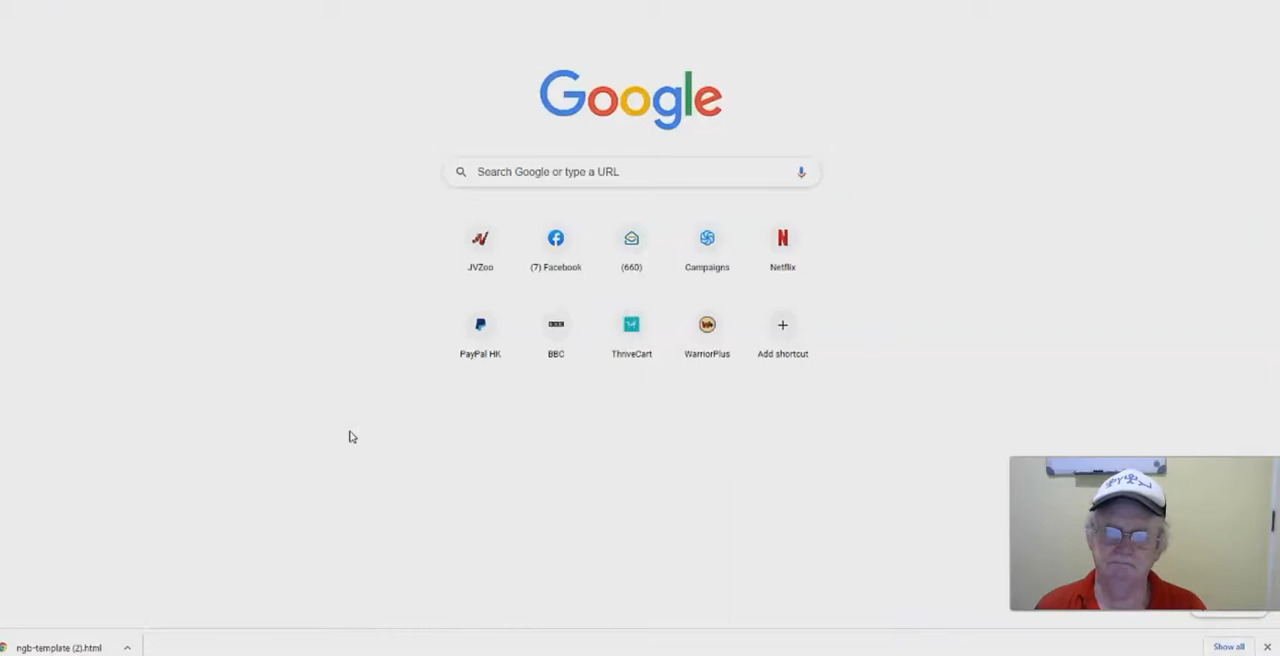 Google
Search Google or type a URL
JVZoo
(7) Facebook
(660)
Campaigns
N
Netflix
PayPal HK
BBC
BBC
ThriveCart
WarriorPlus
Add shortcut
ngb-template (2).html
Show all